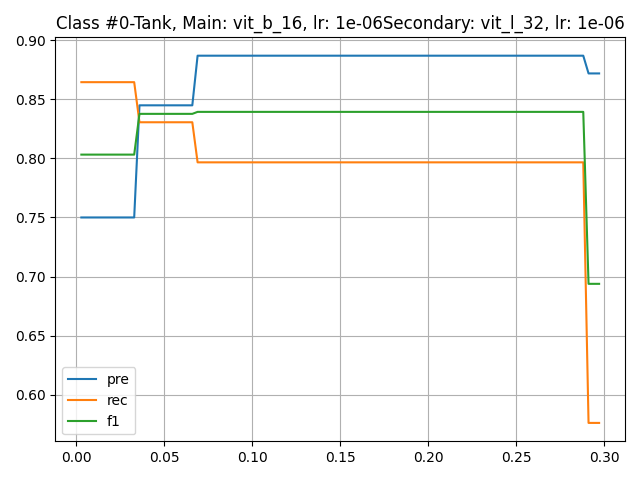 Class #0-Tank, Main: vit_b_16, lr: 1e-06Secondary: vit_l_32, lr: 1e-06
0.90
0.85
0.80
0.75
0.70
0.65
0.60
pre
rec
f1
0.00 0.05 0.10 0.15 0.20 0.25 0.30